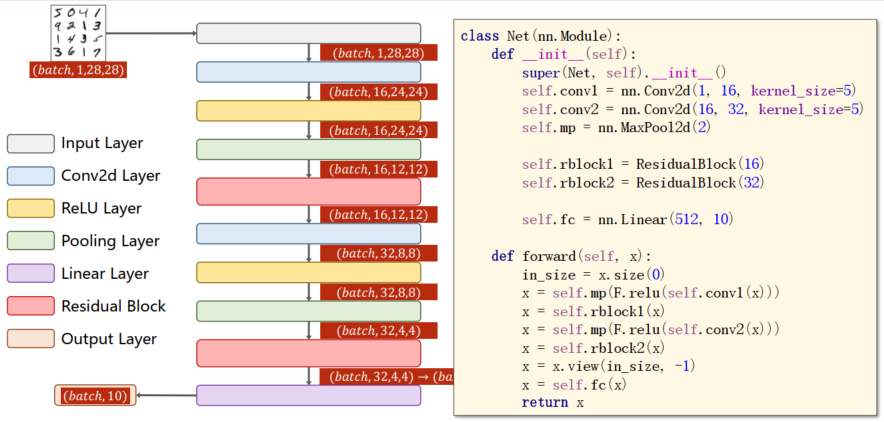 5 0 4 1
9 2 1 3
1 4 3 5
3 6 1 7
(batch, 1,28,28)
(batch, 1,28,28)
(batch, 16,24,24)
(batch, 16,24,24)
(batch, 16,12,12)
(batch, 16,12,12)
(batch, 32,8,8)
(batch, 32,8,8)
(batch, 32,4,4)
(batch, 32,4,4) → (ba
(batch, 10)
Input Layer
Conv2d Layer
ReLU Layer
Pooling Layer
Linear Layer
Residual Block
Output Layer
class Net(nn.Module):
    def __init__(self):
        super(Net, self).__init__()
        self.conv1 = nn.Conv2d(1, 16, kernel_size=5)
        self.conv2 = nn.Conv2d(16, 32, kernel_size=5)
        self.mp = nn.MaxPool2d(2)
        self.rblock1 = ResidualBlock(16)
        self.rblock2 = ResidualBlock(32)
        self.fc = nn.Linear(512, 10)
    def forward(self, x):
        in_size = x.size(0)
        x = self.mp(F.relu(self.conv1(x)))
        x = self.rblock1(x)
        x = self.mp(F.relu(self.conv2(x)))
        x = self.rblock2(x)
        x = x.view(in_size, -1)
        x = self.fc(x)
        return x